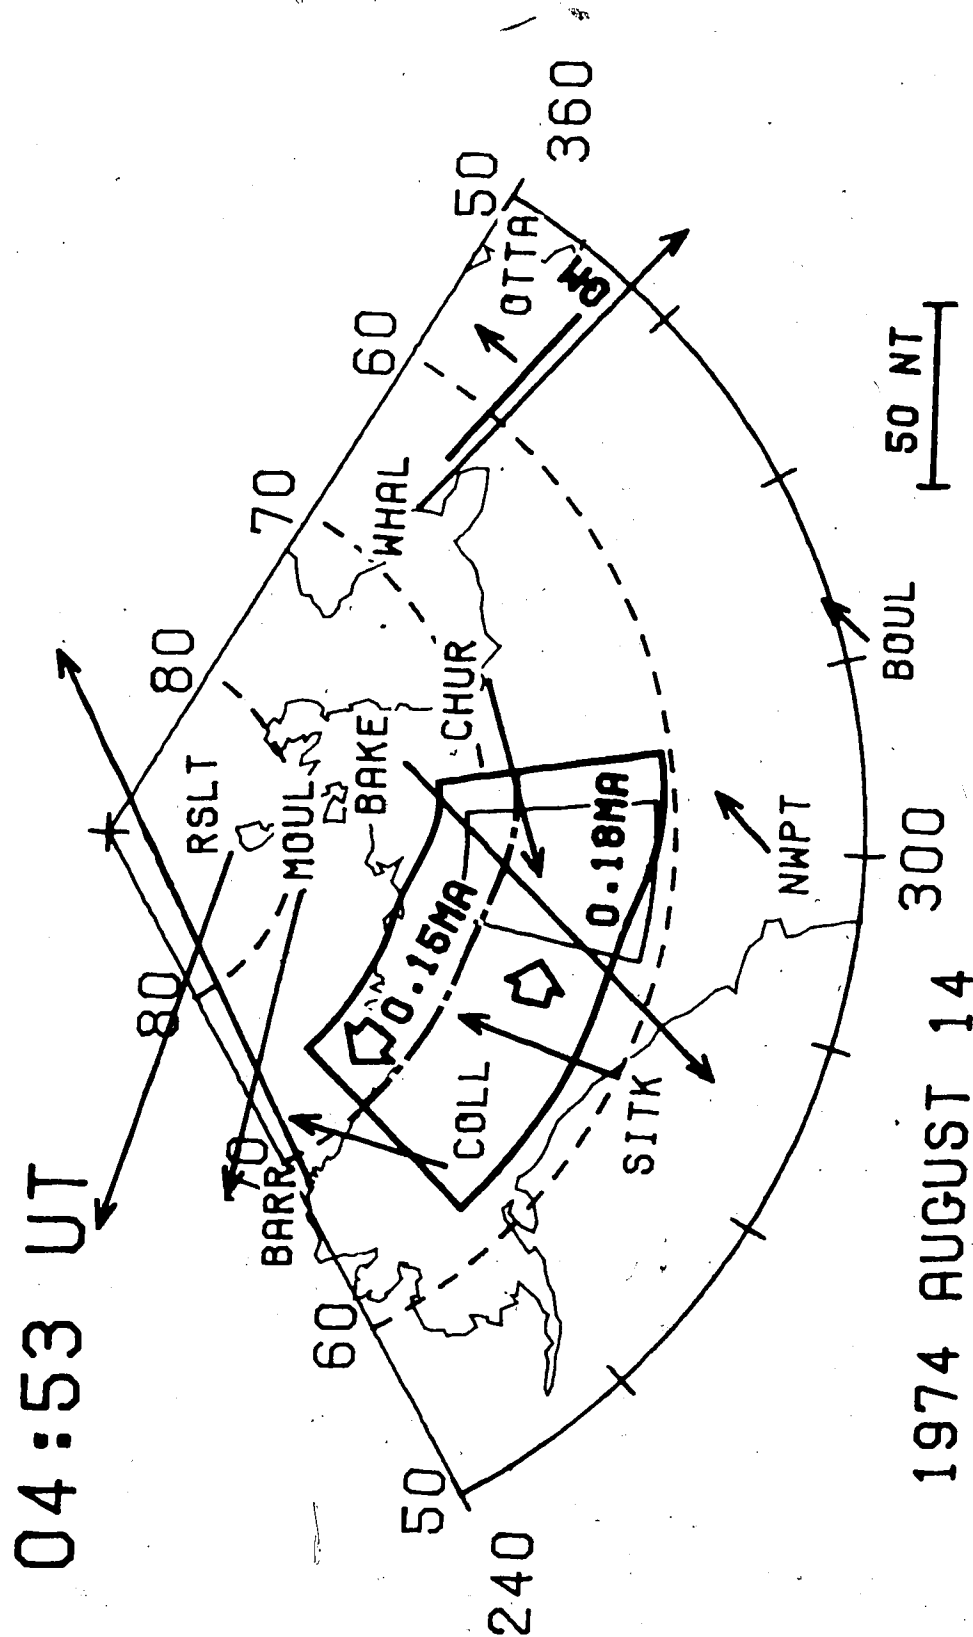 04:53 UT
80
70
60
50
360
80
70
60
50
240
RSLT
MOUL
BAKE
BARR
WHAL
OTTA
CHUR
COLL
SITK
NWPT
BOUL
0.15MA
0.18MA
QM
300
50 NT
1974 AUGUST 14